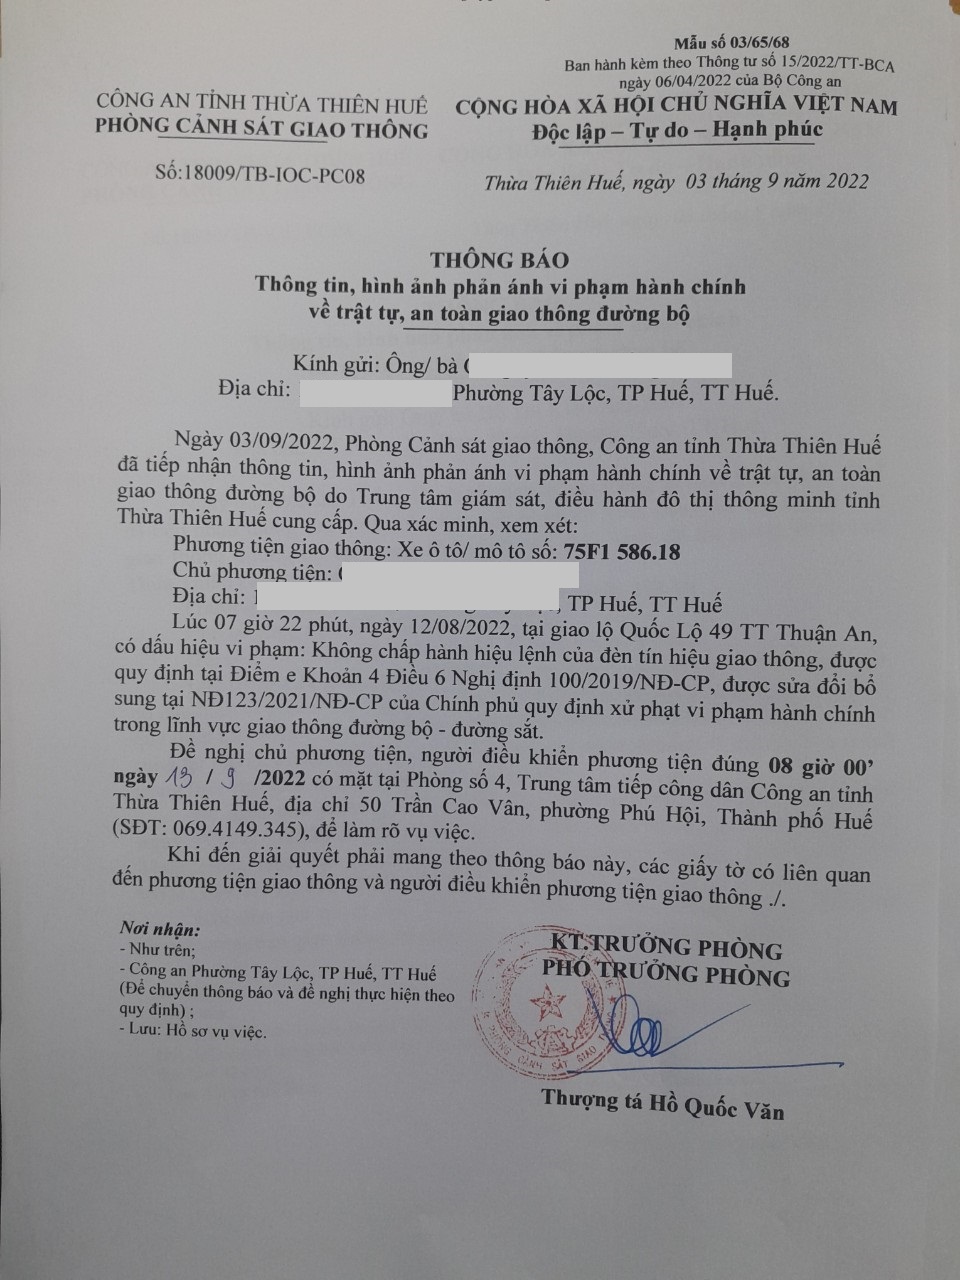 Mẫu số 03/65/68
Ban hành kèm theo Thông tư số 15/2022/TT-BCA
ngày 06/04/2022 của Bộ Công an
CÔNG AN TỈNH THỪA THIÊN HUẾ
PHÒNG CẢNH SÁT GIAO THÔNG
CỘNG HÒA XÃ HỘI CHỦ NGHĨA VIỆT NAM
Độc lập – Tự do – Hạnh phúc
Số:18009/TB-IOC-PC08
Thừa Thiên Huế, ngày 03 tháng 9 năm 2022
THÔNG BÁO
Thông tin, hình ảnh phản ánh vi phạm hành chính
về trật tự, an toàn giao thông đường bộ
Kính gửi: Ông/ bà
Địa chỉ: Phường Tây Lộc, TP Huế, TT Huế.
Ngày 03/09/2022, Phòng Cảnh sát giao thông, Công an tỉnh Thừa Thiên Huế
đã tiếp nhận thông tin, hình ảnh phản ánh vi phạm hành chính về trật tự, an toàn
giao thông đường bộ do Trung tâm giám sát, điều hành đô thị thông minh tỉnh
Thừa Thiên Huế cung cấp. Qua xác minh, xem xét:
Phương tiện giao thông: Xe ô tô/ mô tô số: 75F1 586.18
Chủ phương tiện:
Địa chỉ: , TP Huế, TT Huế
Lúc 07 giờ 22 phút, ngày 12/08/2022, tại giao lộ Quốc Lộ 49 TT Thuận An,
có dấu hiệu vi phạm: Không chấp hành hiệu lệnh của đèn tín hiệu giao thông, được
quy định tại Điểm e Khoản 4 Điều 6 Nghị định 100/2019/NĐ-CP, được sửa đổi bổ
sung tại NĐ123/2021/NĐ-CP của Chính phủ quy định xử phạt vi phạm hành chính
trong lĩnh vực giao thông đường bộ - đường sắt.
Đề nghị chủ phương tiện, người điều khiển phương tiện đúng 08 giờ 00’
ngày 13 / 9 /2022 có mặt tại Phòng số 4, Trung tâm tiếp công dân Công an tỉnh
Thừa Thiên Huế, địa chỉ 50 Trần Cao Vân, phường Phú Hội, Thành phố Huế
(SĐT: 069.4149.345), để làm rõ vụ việc.
Khi đến giải quyết phải mang theo thông báo này, các giấy tờ có liên quan
đến phương tiện giao thông và người điều khiển phương tiện giao thông ./.
Nơi nhận:
- Như trên;
- Công an Phường Tây Lộc, TP Huế, TT Huế
(Để chuyển thông báo và đề nghị thực hiện theo
quy định) ;
- Lưu: Hồ sơ vụ việc.
KT.TRƯỞNG PHÒNG
PHÓ TRƯỞNG PHÒNG
PHÒNG CẢNH SÁT GIAO
Thượng tá Hồ Quốc Văn